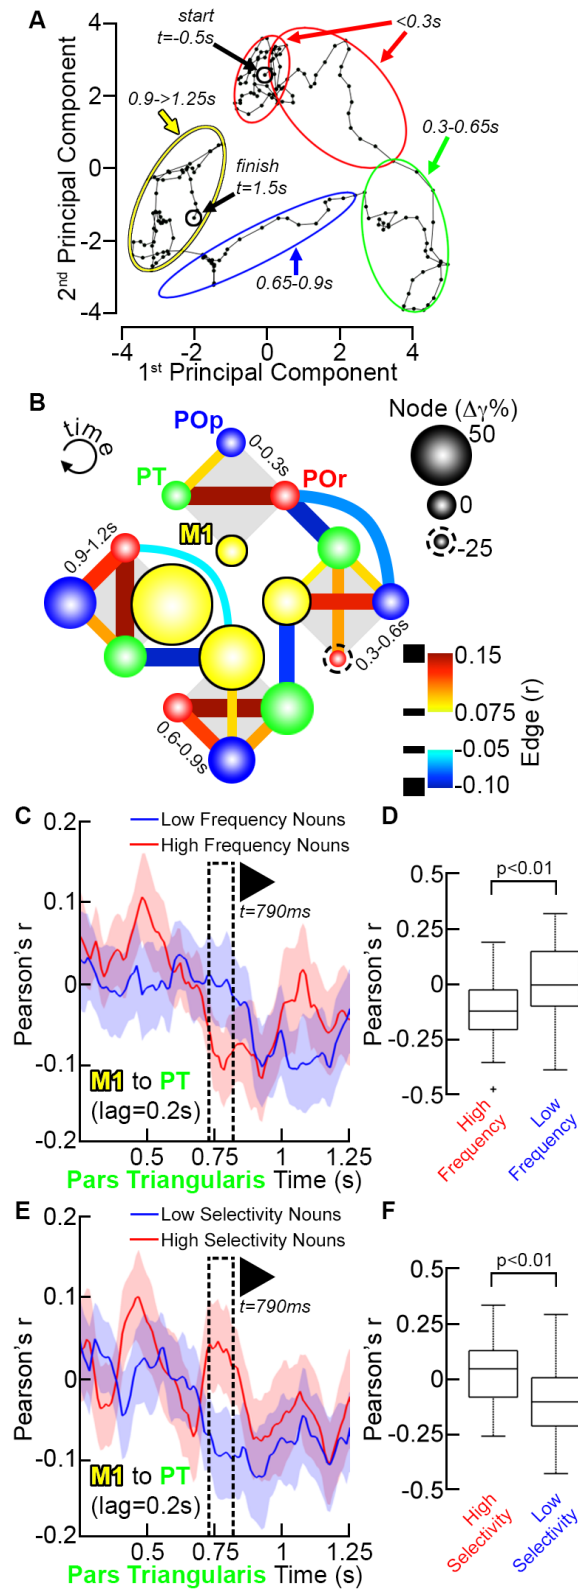 A
start
t=-0.5s
<0.3s
4
0.9->1.25s
2
0.3-0.65s
0
finish
t=1.5s
-2
0.65-0.9s
-4
2nd Principal Component
-4 -2 0 2 4
1st Principal Component
B
time
POp
Node (Δγ%)
50
0-0.3s
PT
POr
0
M1
-25
0.9-1.2s
0.3-0.6s
0.15
0.075
0.6-0.9s
-0.05
-0.10
Edge (r)
C
0.2
Low Frequency Nouns
High Frequency Nouns
D
p<0.01
0.5
0.1
t=790ms
0.25
0
0
-0.1
-0.25
M1 to PT
(lag=0.2s)
-0.2
-0.5
Pearson's r
Pearson's r
0.5 0.75 1 1.25
Pars Triangularis Time (s)
High
Frequency
Low
Frequency
E
0.2
Low Selectivity Nouns
High Selectivity Nouns
F
p<0.01
0.5
0.1
t=790ms
0.25
0
0
-0.1
-0.25
M1 to PT
(lag=0.2s)
-0.2
-0.5
Pearson's r
Pearson's r
0.5 0.75 1 1.25
Pars Triangularis Time (s)
High
Selectivity
Low
Selectivity